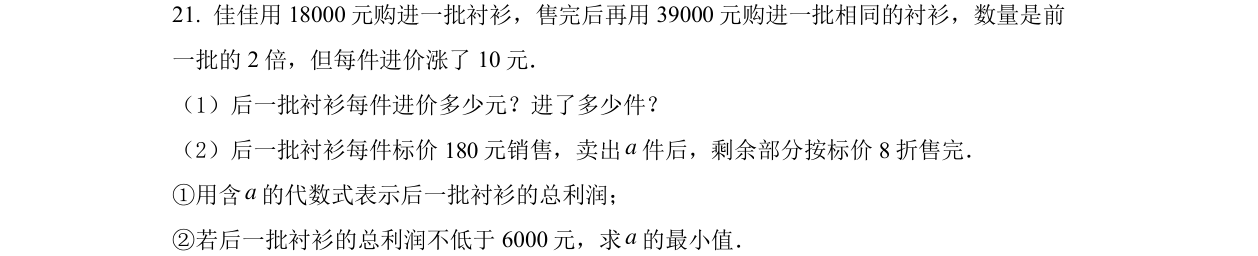 21. 佳佳用 18000 元购进一批衬衫，售完后再用 39000 元购进一批相同的衬衫，数量是前
一批的 2 倍，但每件进价涨了 10 元．
（1）后一批衬衫每件进价多少元？进了多少件？
（2）后一批衬衫每件标价 180 元销售，卖出 a 件后，剩余部分按标价 8 折售完．
①用含 a 的代数式表示后一批衬衫的总利润；
②若后一批衬衫的总利润不低于 6000 元，求 a 的最小值．